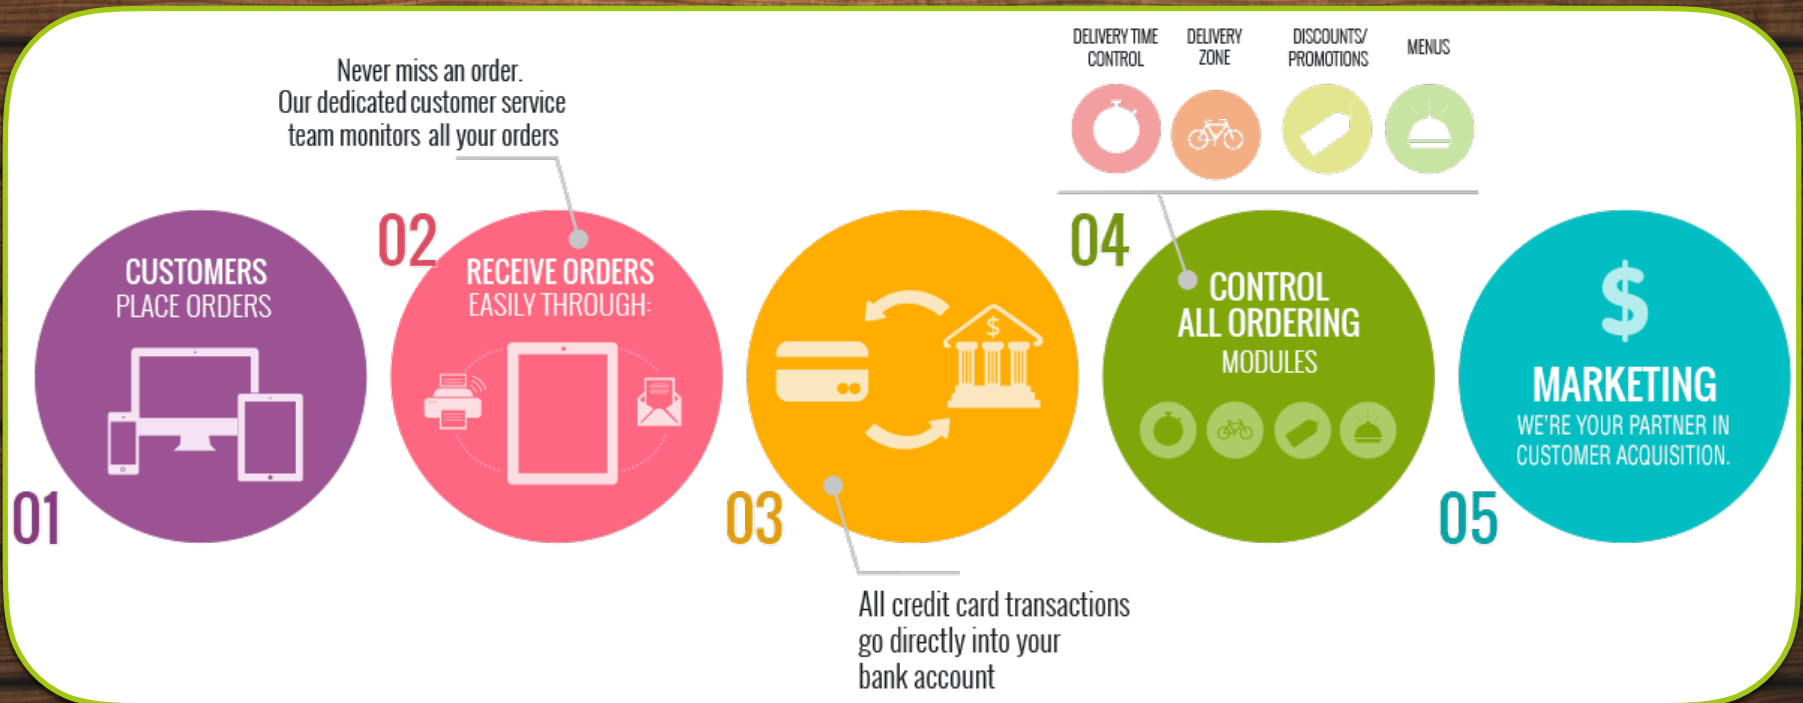 01
CUSTOMERS
PLACE ORDERS
Never miss an order.
Our dedicated customer service
team monitors all your orders
02
RECEIVE ORDERS
EASILY THROUGH:
$
03
All credit card transactions
go directly into your
bank account
DELIVERY TIME
CONTROL
DELIVERY
ZONE
DISCOUNTS/
PROMOTIONS
MENUS
04
CONTROL
ALL ORDERING
MODULES
05
$
MARKETING
WE'RE YOUR PARTNER IN
CUSTOMER ACQUISITION.